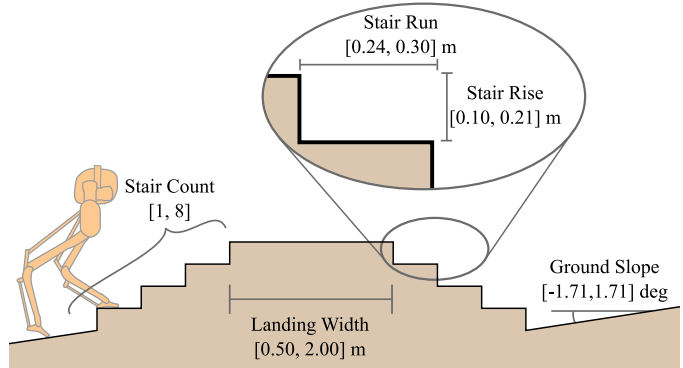 Stair Run
[0.24, 0.30] m
Stair Rise
[0.10, 0.21] m
Stair Count
[1, 8]
Ground Slope
[-1.71,1.71] deg
Landing Width
[0.50, 2.00] m